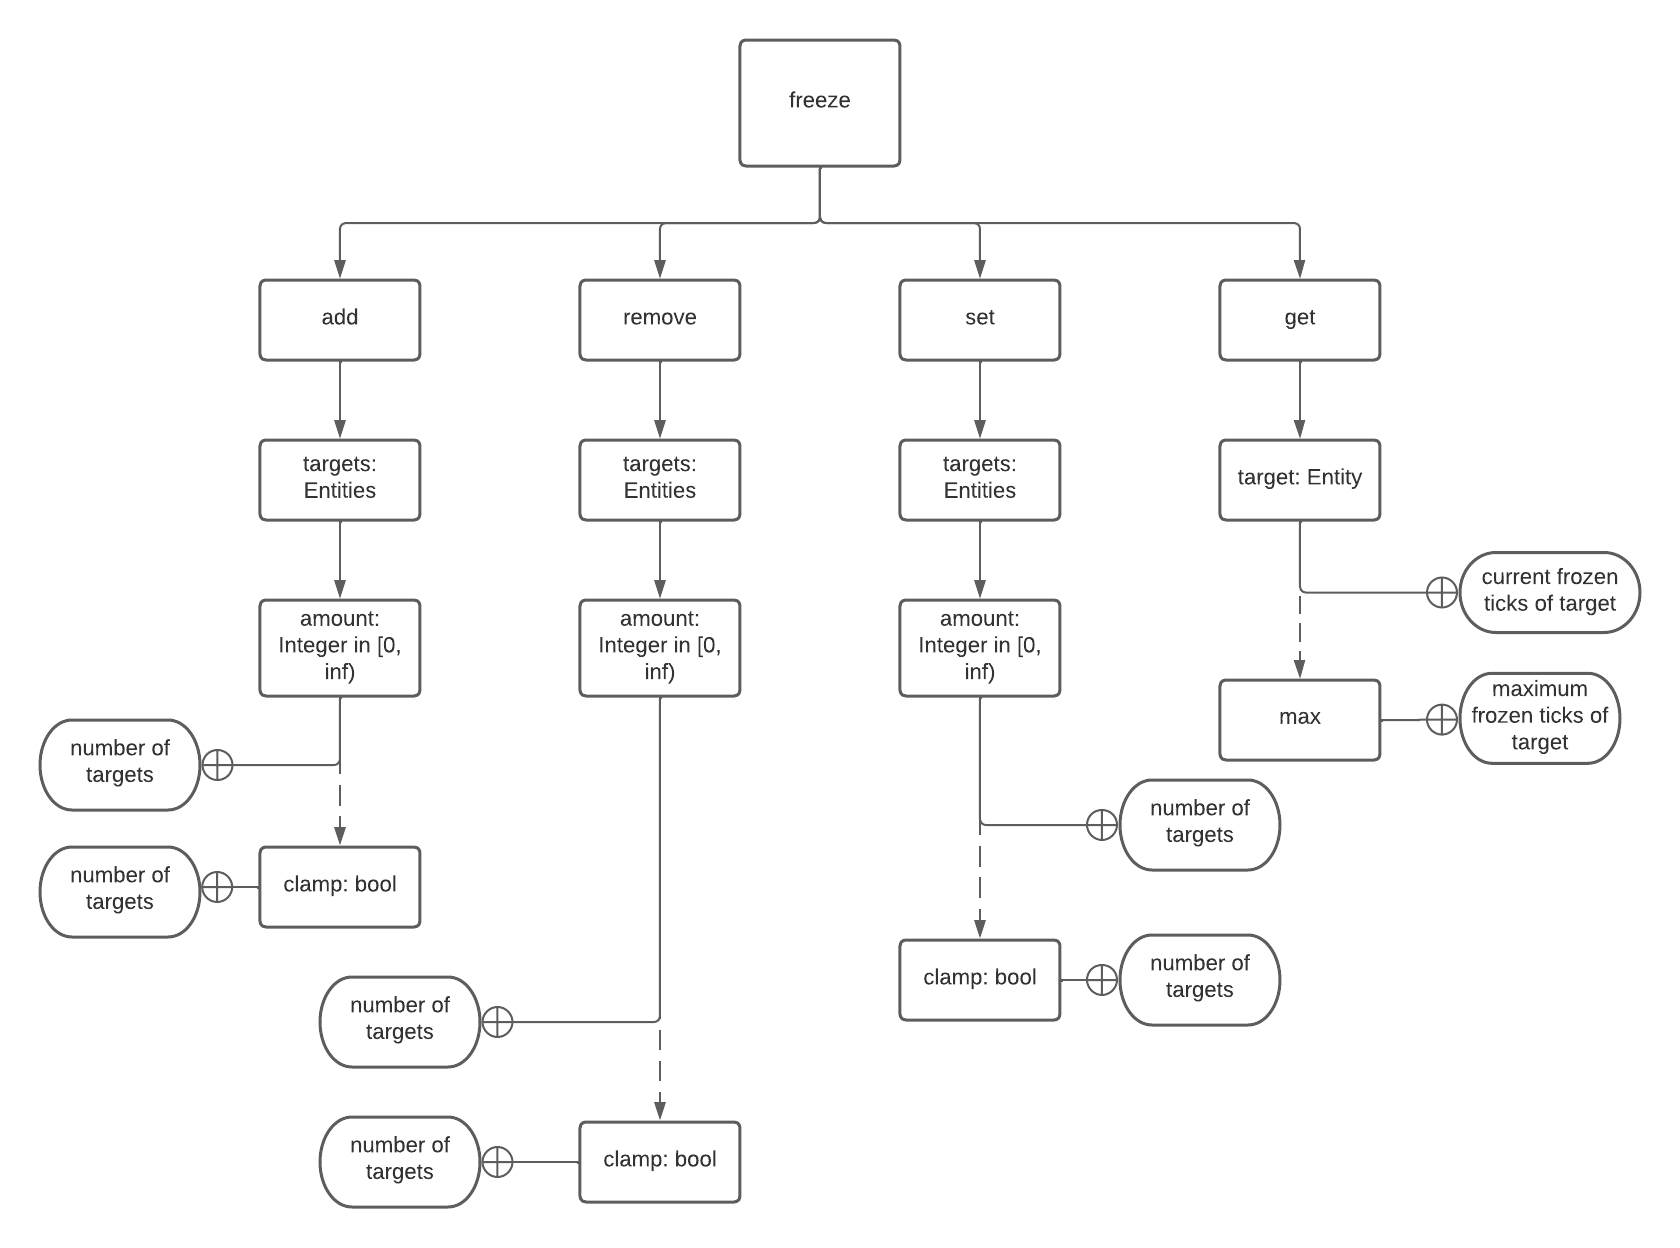 freeze
add
remove
set
get
targets:
Entities
targets:
Entities
targets:
Entities
target: Entity
amount:
Integer in [0,
inf)
amount:
Integer in [0,
inf)
amount:
Integer in [0,
inf)
current frozen
ticks of target
max
maximum
frozen ticks of
target
number of
targets
number of
targets
clamp: bool
number of
targets
clamp: bool
number of
targets
number of
targets
number of
targets
clamp: bool